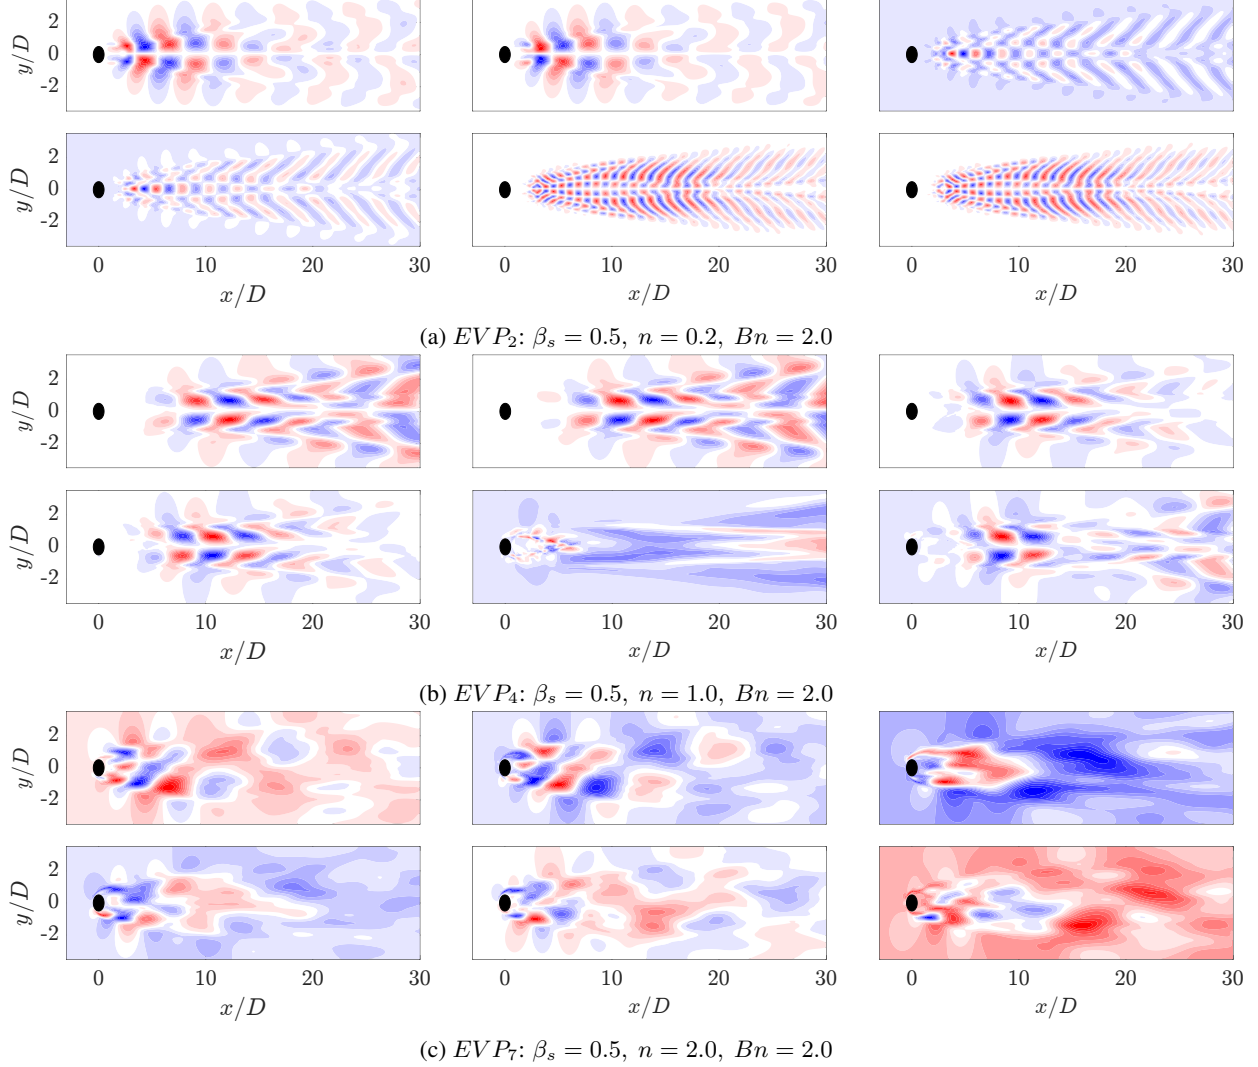 2
0
-2
y/D
2
0
-2
y/D
0 10 20 30
0 10 20 30
0 10 20 30
x/D
x/D
x/D
(a) EVP₂: βₛ = 0.5, n = 0.2, Bn = 2.0
2
0
-2
y/D
2
0
-2
y/D
0 10 20 30
0 10 20 30
0 10 20 30
x/D
x/D
x/D
(b) EVP₄: βₛ = 0.5, n = 1.0, Bn = 2.0
2
0
-2
y/D
2
0
-2
y/D
0 10 20 30
0 10 20 30
0 10 20 30
x/D
x/D
x/D
(c) EVP₇: βₛ = 0.5, n = 2.0, Bn = 2.0